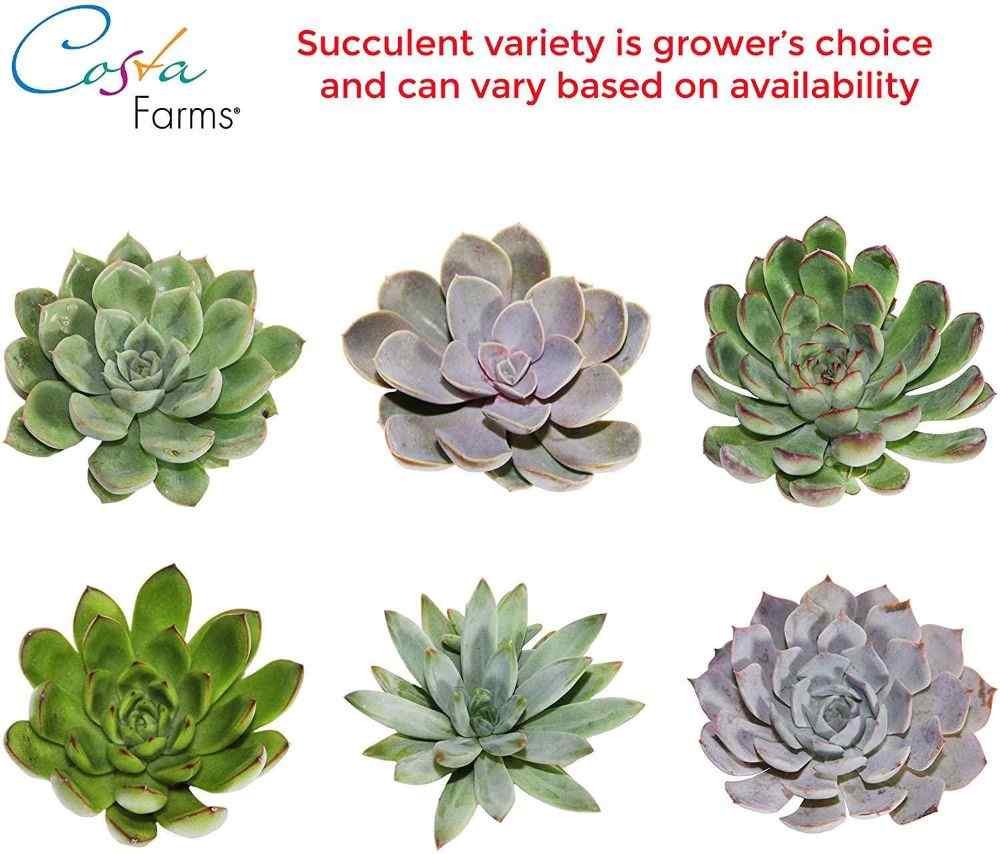 Costa
Farms®
Succulent variety is grower's choice
and can vary based on availability